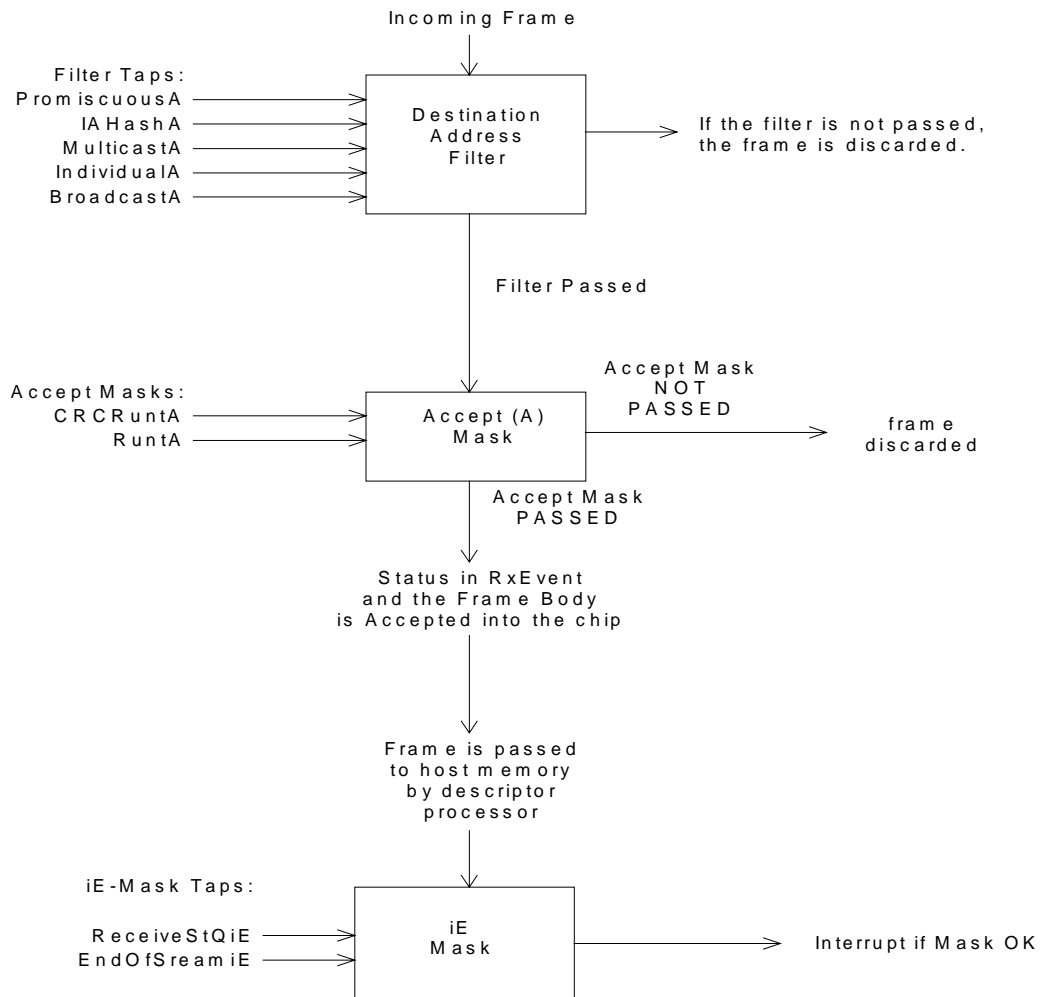 Incoming Frame
Filter Taps:
PromiscuousA
IAHashA
MulticastA
IndividualA
BroadcastA
Destination
Address
Filter
If the filter is not passed,
the frame is discarded.
Filter Passed
Accept Masks:
CRCRuntA
RuntA
Accept (A)
Mask
Accept Mask
NOT
PASSED
frame
discarded
Accept Mask
PASSED
Status in RxEvent
and the Frame Body
is Accepted into the chip
Frame is passed
to host memory
by descriptor
processor
iE-Mask Taps:
ReceiveStQiE
EndOfSreamiE
iE
Mask
Interrupt if Mask OK